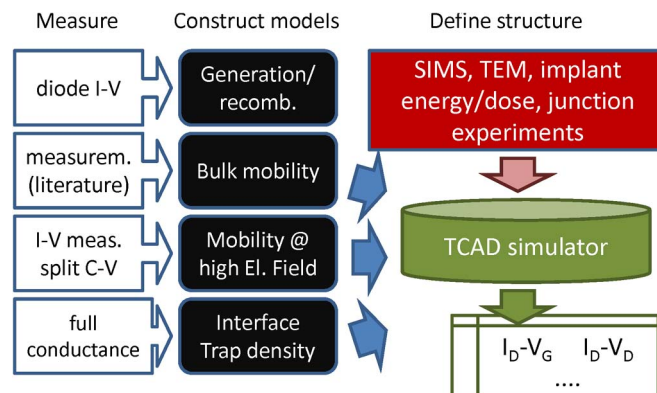 Measure
Construct models
Define structure
diode I-V
Generation/
recomb.
SIMS, TEM, implant
energy/dose, junction
experiments
measurem.
(literature)
Bulk mobility
I-V meas.
split C-V
Mobility @
high El. Field
TCAD simulator
full
conductance
Interface
Trap density
I_D-V_G I_D-V_D
....